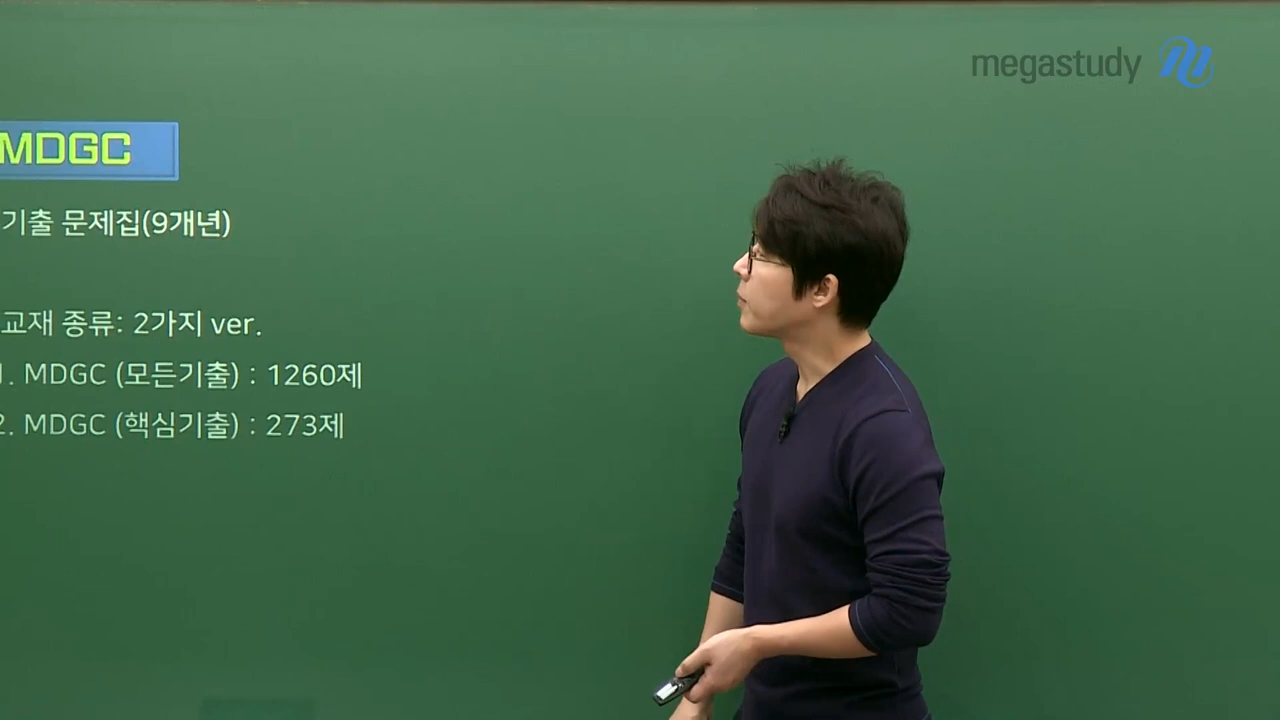 megastudy
MDGC
기출 문제집(9개년)
교재 종류: 2가지 ver.
1. MDGC (모든기출) : 1260제
2. MDGC (핵심기출) : 273제